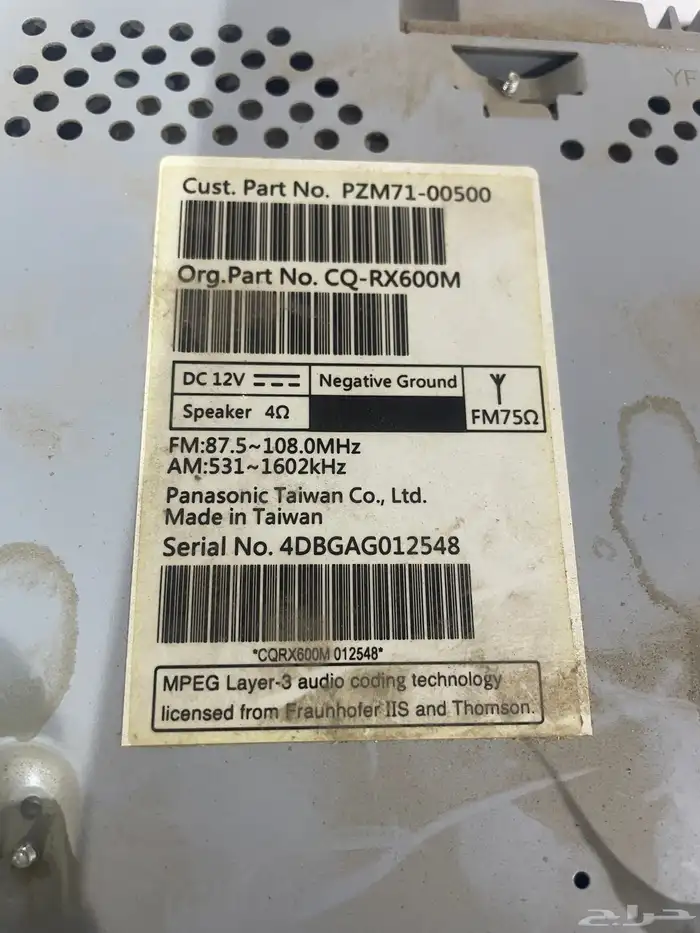 YF
Cust. Part No. PZM71-00500
Org.Part No. CQ-RX600M
DC 12V
Negative Ground
Speaker 4Ω
FM75Ω
FM:87.5~108.0MHz
AM:531~1602kHz
Panasonic Taiwan Co., Ltd.
Made in Taiwan
Serial No. 4DBGAG012548
*CQRX600M 012548*
MPEG Layer-3 audio coding technology
licensed from Fraunhofer IIS and Thomson.
حراج